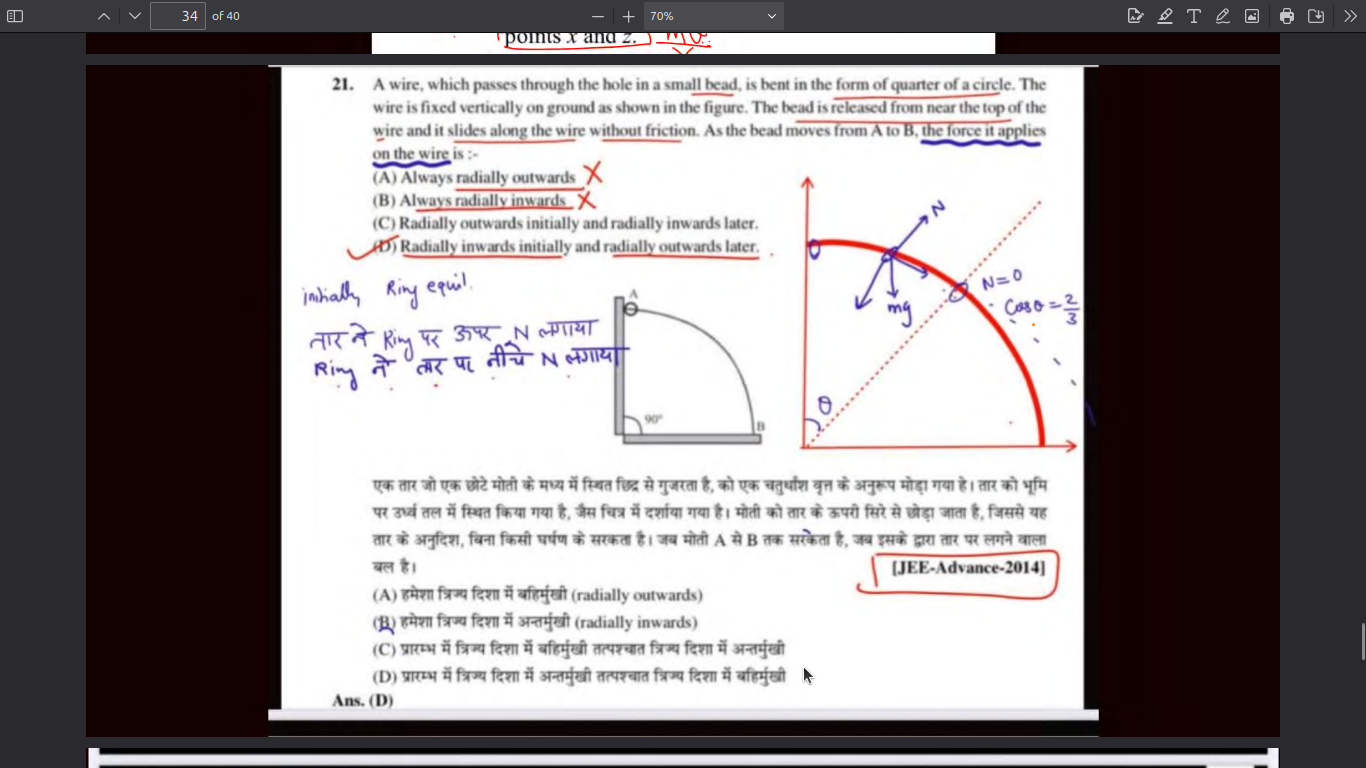 34 of 40
70%
points x and z.
21. A wire, which passes through the hole in a small bead, is bent in the form of quarter of a circle. The
wire is fixed vertically on ground as shown in the figure. The bead is released from near the top of the
wire and it slides along the wire without friction. As the bead moves from A to B, the force it applies
on the wire is :-
(A) Always radially outwards
(B) Always radially inwards
(C) Radially outwards initially and radially inwards later.
(D) Radially inwards initially and radially outwards later.
N
N=0
mg
Cosθ = 2/3
θ
initially Ring equil.
तार ने Ring पर ऊपर N लगाया
Ring ने तार पर नीचे N लगाया
A
90°
B
एक तार जो एक छोटे मोती के मध्य में स्थित छिद्र से गुजरता है, को एक चतुर्थांश वृत्त के अनुरूप मोड़ा गया है। तार को भूमि
पर उर्ध्व तल में स्थित किया गया है, जैस चित्र में दर्शाया गया है। मोती को तार के ऊपरी सिरे से छोड़ा जाता है, जिससे यह
तार के अनुदिश, बिना किसी घर्षण के सरकता है। जब मोती A से B तक सरकता है, जब इसके द्वारा तार पर लगने वाला
बल है।
[JEE-Advance-2014]
(A) हमेशा त्रिज्य दिशा में बहिर्मुखी (radially outwards)
(B) हमेशा त्रिज्य दिशा में अन्तर्मुखी (radially inwards)
(C) प्रारम्भ में त्रिज्य दिशा में बहिर्मुखी तत्पश्चात त्रिज्य दिशा में अन्तर्मुखी
(D) प्रारम्भ में त्रिज्य दिशा में अन्तर्मुखी तत्पश्चात त्रिज्य दिशा में बहिर्मुखी
Ans. (D)